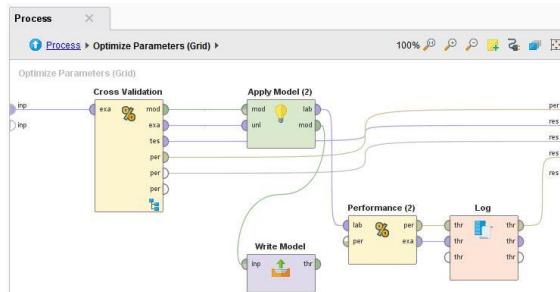 Process
Process ▸ Optimize Parameters (Grid) ▸
100%
Optimize Parameters (Grid)
Cross Validation
Apply Model (2)
inp
inp
exa
mod
exa
tes
per
per
per
mod
unl
lab
mod
per
res
res
res
res
Performance (2)
Log
lab
per
per
exa
thr
thr
thr
thr
thr
thr
Write Model
inp
thr